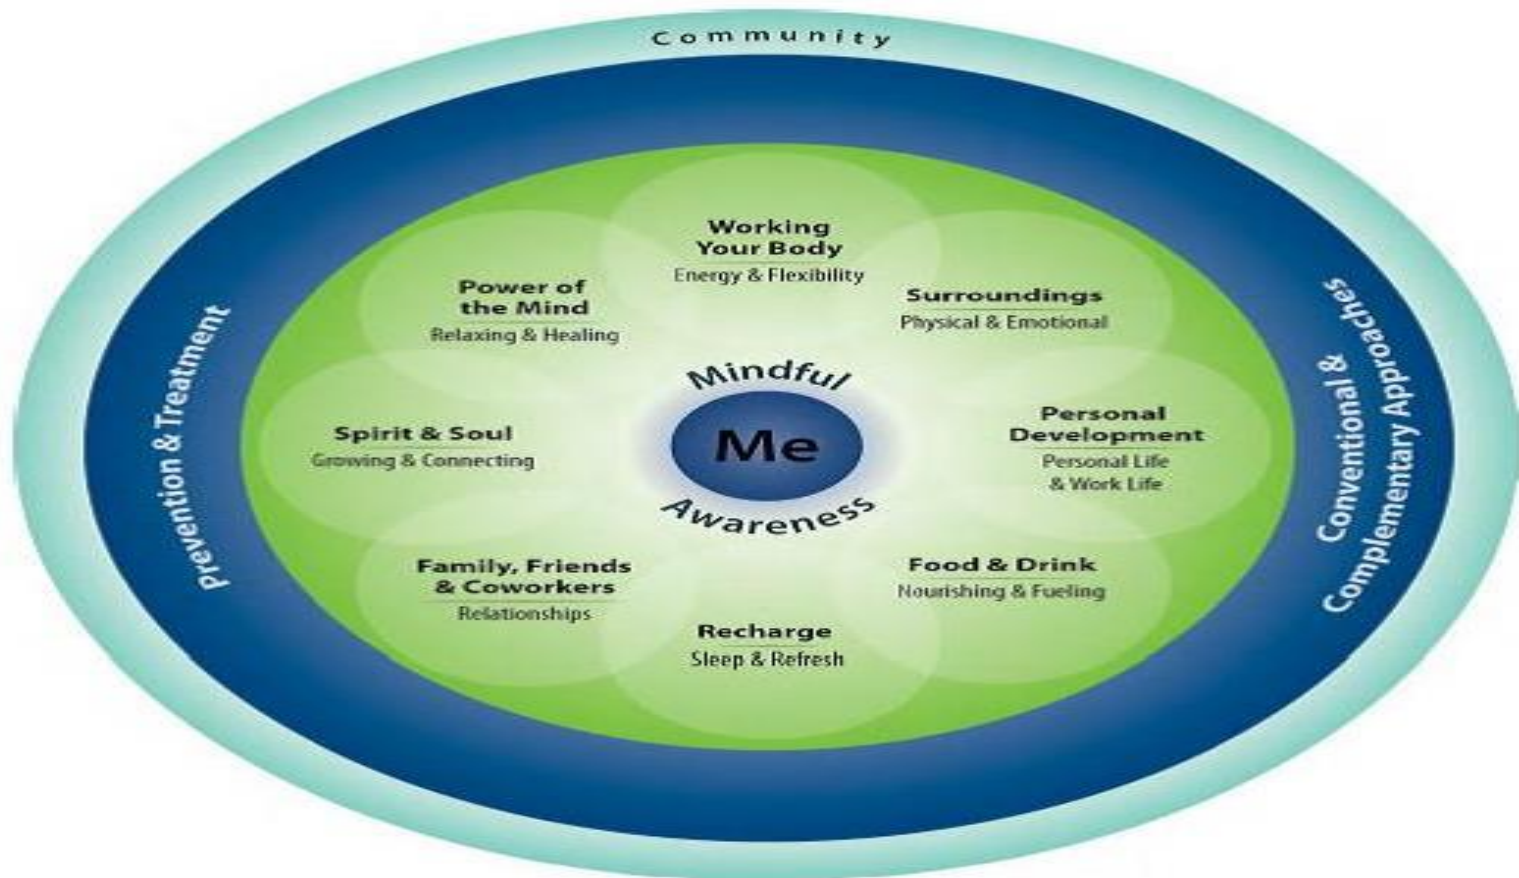 Community
Working
Your Body
Energy & Flexibility
Surroundings
Physical & Emotional
Personal
Development
Personal Life
& Work Life
Food & Drink
Nourishing & Fueling
Recharge
Sleep & Refresh
Family, Friends
& Coworkers
Relationships
Spirit & Soul
Growing & Connecting
Power of
the Mind
Relaxing & Healing
Mindful
Me
Awareness
Prevention & Treatment
Conventional &
Complementary Approaches